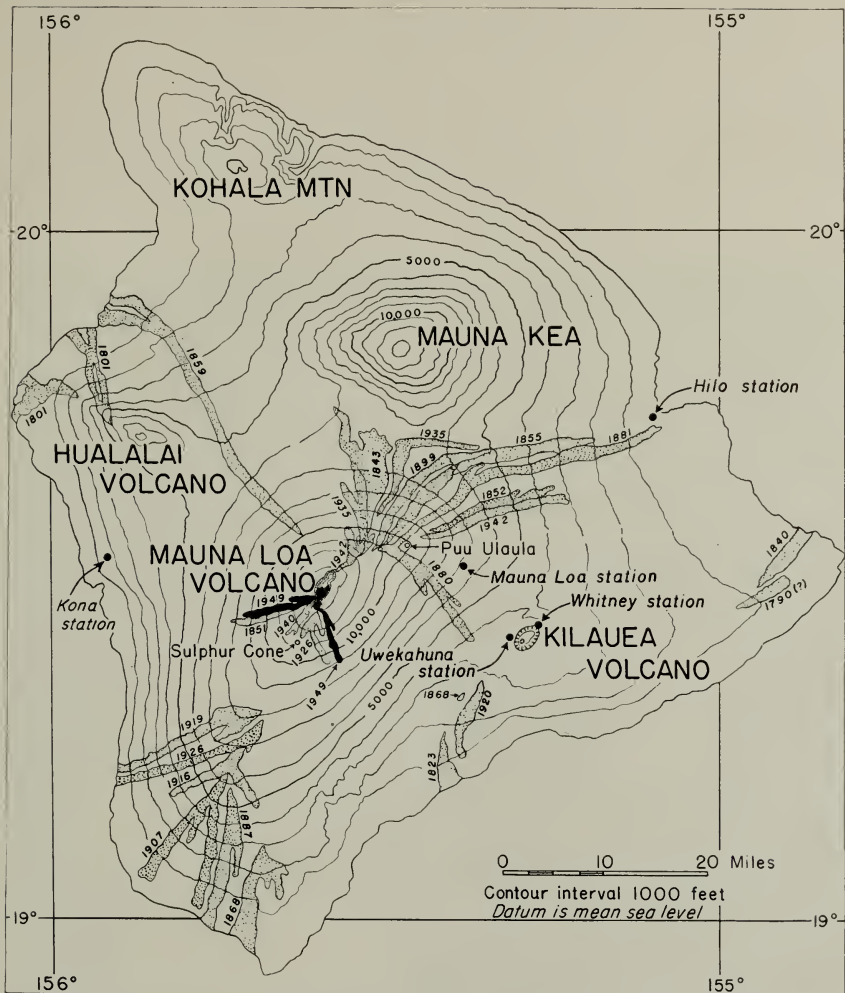 156°
155°
KOHALA MTN
20°
20°
5000
10,000
MAUNA KEA
1801
1859
1801
Hilo station
HUALALAI
VOLCANO
1935
1855
1881
1843
1899
1852
1942
1935
1942
Puu Ulaula
1880
Mauna Loa station
1840
1790(?)
MAUNA LOA
VOLCANO
Kona
station
1949
1851
1940
1926
10,000
Sulphur Cone
1949
Whitney station
Uwekahuna
station
KILAUEA
VOLCANO
5000
1868
1920
1823
1919
1926
1916
1907
1887
1868
0 10 20 Miles
Contour interval 1000 feet
Datum is mean sea level
19°
19°
156°
155°